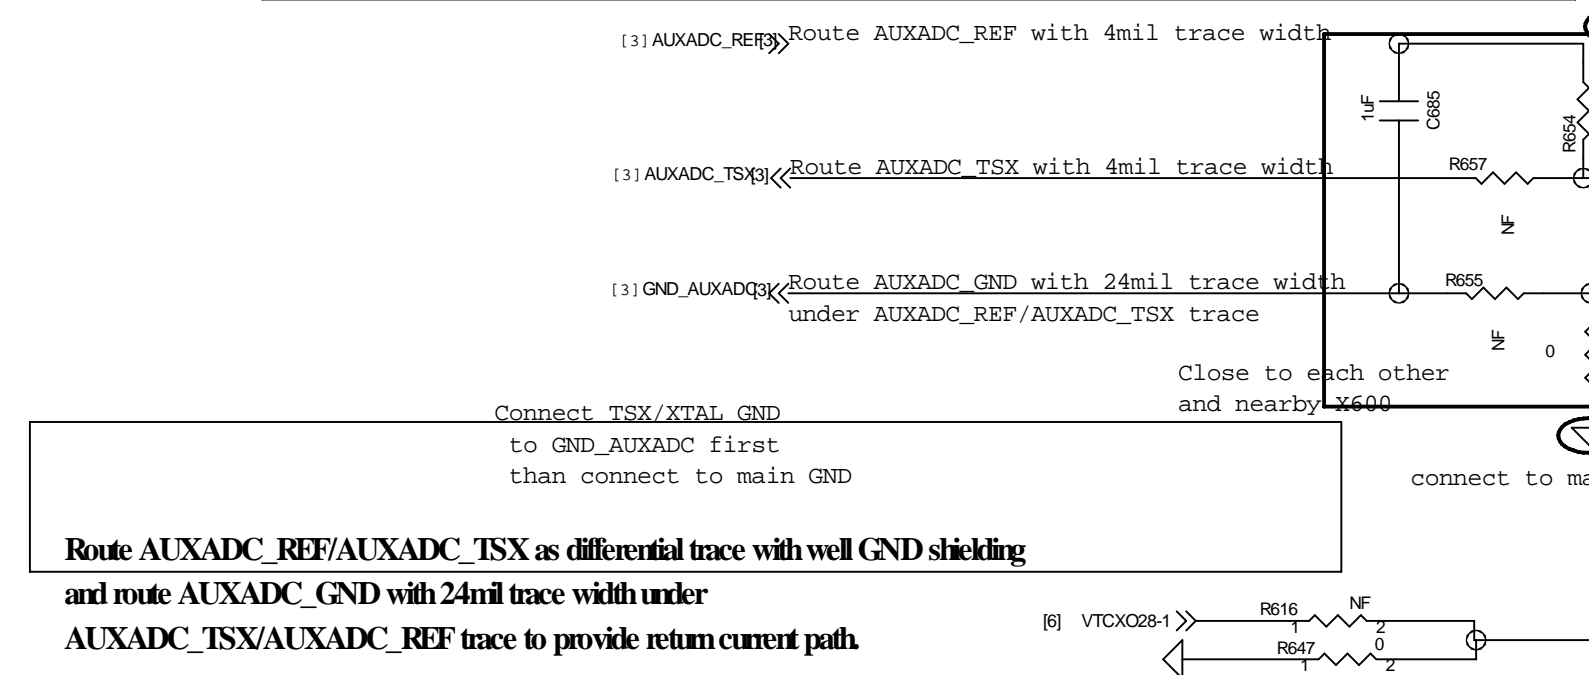 [3] AUXADC_REF [3] Route AUXADC_REF with 4mil trace width
1uF
C685
R654
[3] AUXADC_TSX [3] Route AUXADC_TSX with 4mil trace width
R657
NF
[3] GND_AUXADC [3] Route AUXADC_GND with 24mil trace width
under AUXADC_REF/AUXADC_TSX trace
R655
NF
0
Close to each other
and nearby X600
Connect TSX/XTAL GND
to GND_AUXADC first
than connect to main GND
connect to ma
Route AUXADC_REF/AUXADC_TSX as differential trace with well GND shielding
and route AUXADC_GND with 24mil trace width under
AUXADC_TSX/AUXADC_REF trace to provide return current path.
[6] VTCXO28-1
R616 NF
1 2
R647 0
1 2